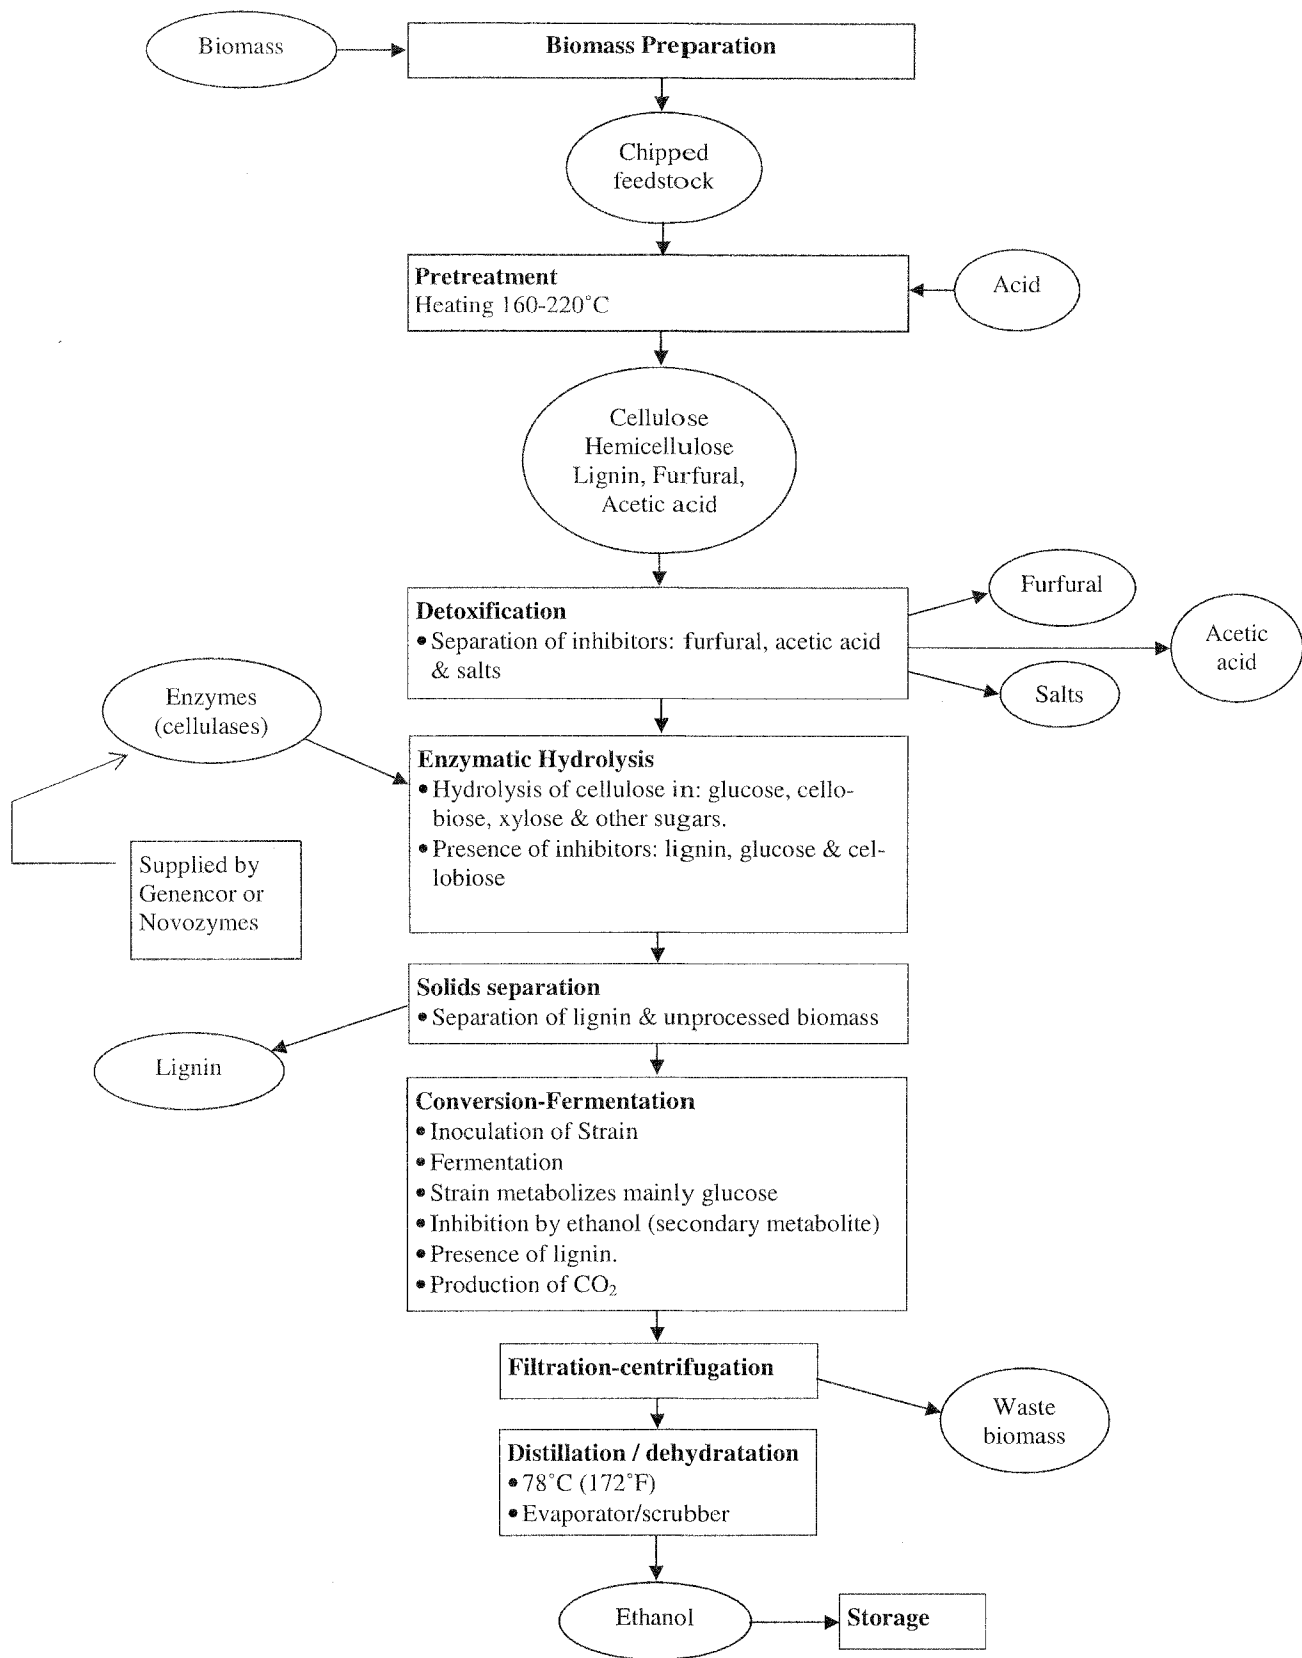 Biomass
Biomass Preparation
Chipped
feedstock
Pretreatment
Heating 160-220˚C
Acid
Cellulose
Hemicellulose
Lignin, Furfural,
Acetic acid
Detoxification
• Separation of inhibitors: furfural, acetic acid
& salts
Furfural
Acetic
acid
Salts
Enzymes
(cellulases)
Supplied by
Genencor or
Novozymes
Enzymatic Hydrolysis
• Hydrolysis of cellulose in: glucose, cello-
biose, xylose & other sugars.
• Presence of inhibitors: lignin, glucose & cel-
lobiose
Solids separation
• Separation of lignin & unprocessed biomass
Lignin
Conversion-Fermentation
• Inoculation of Strain
• Fermentation
• Strain metabolizes mainly glucose
• Inhibition by ethanol (secondary metabolite)
• Presence of lignin.
• Production of CO₂
Filtration-centrifugation
Waste
biomass
Distillation / dehydratation
• 78˚C (172˚F)
• Evaporator/scrubber
Ethanol
Storage